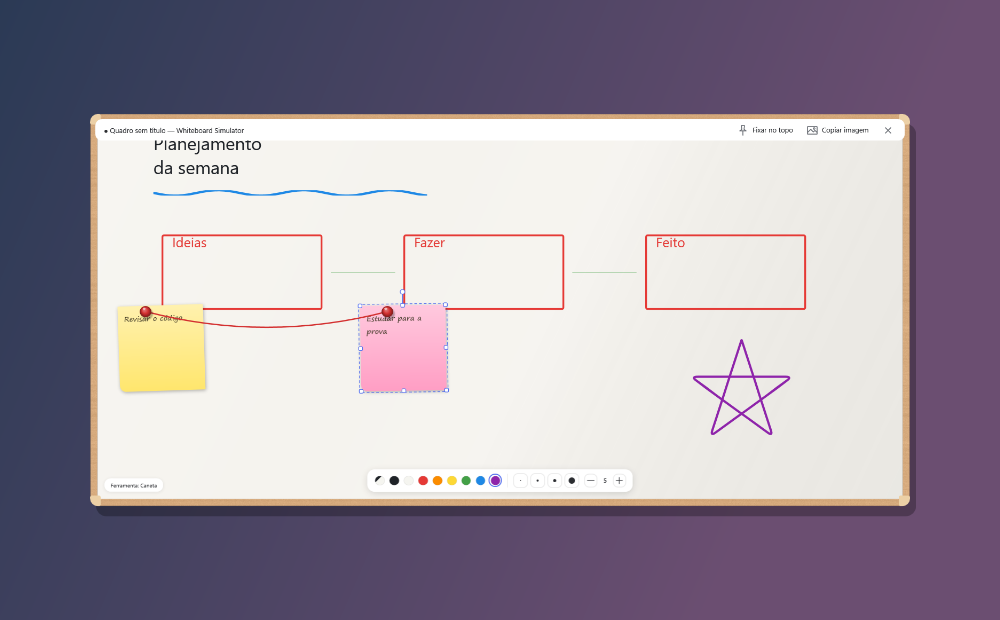 ● Quadro sem título — Whiteboard Simulator
Fixar no topo
Copiar imagem
Planejamento
da semana
Ideias
Fazer
Feito
Revisar o código
Estudar para a
prova
Ferramenta: Caneta
5